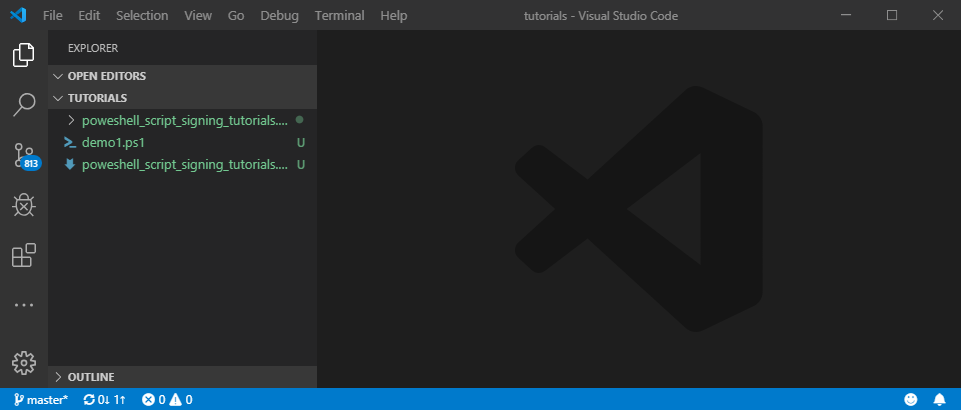 File Edit Selection View Go Debug Terminal Help tutorials - Visual Studio Code
EXPLORER
OPEN EDITORS
TUTORIALS
poweshell_script_signing_tutorials....
demo1.ps1 U
poweshell_script_signing_tutorials.... U
813
OUTLINE
master* 0↓ 1↑ 0 0